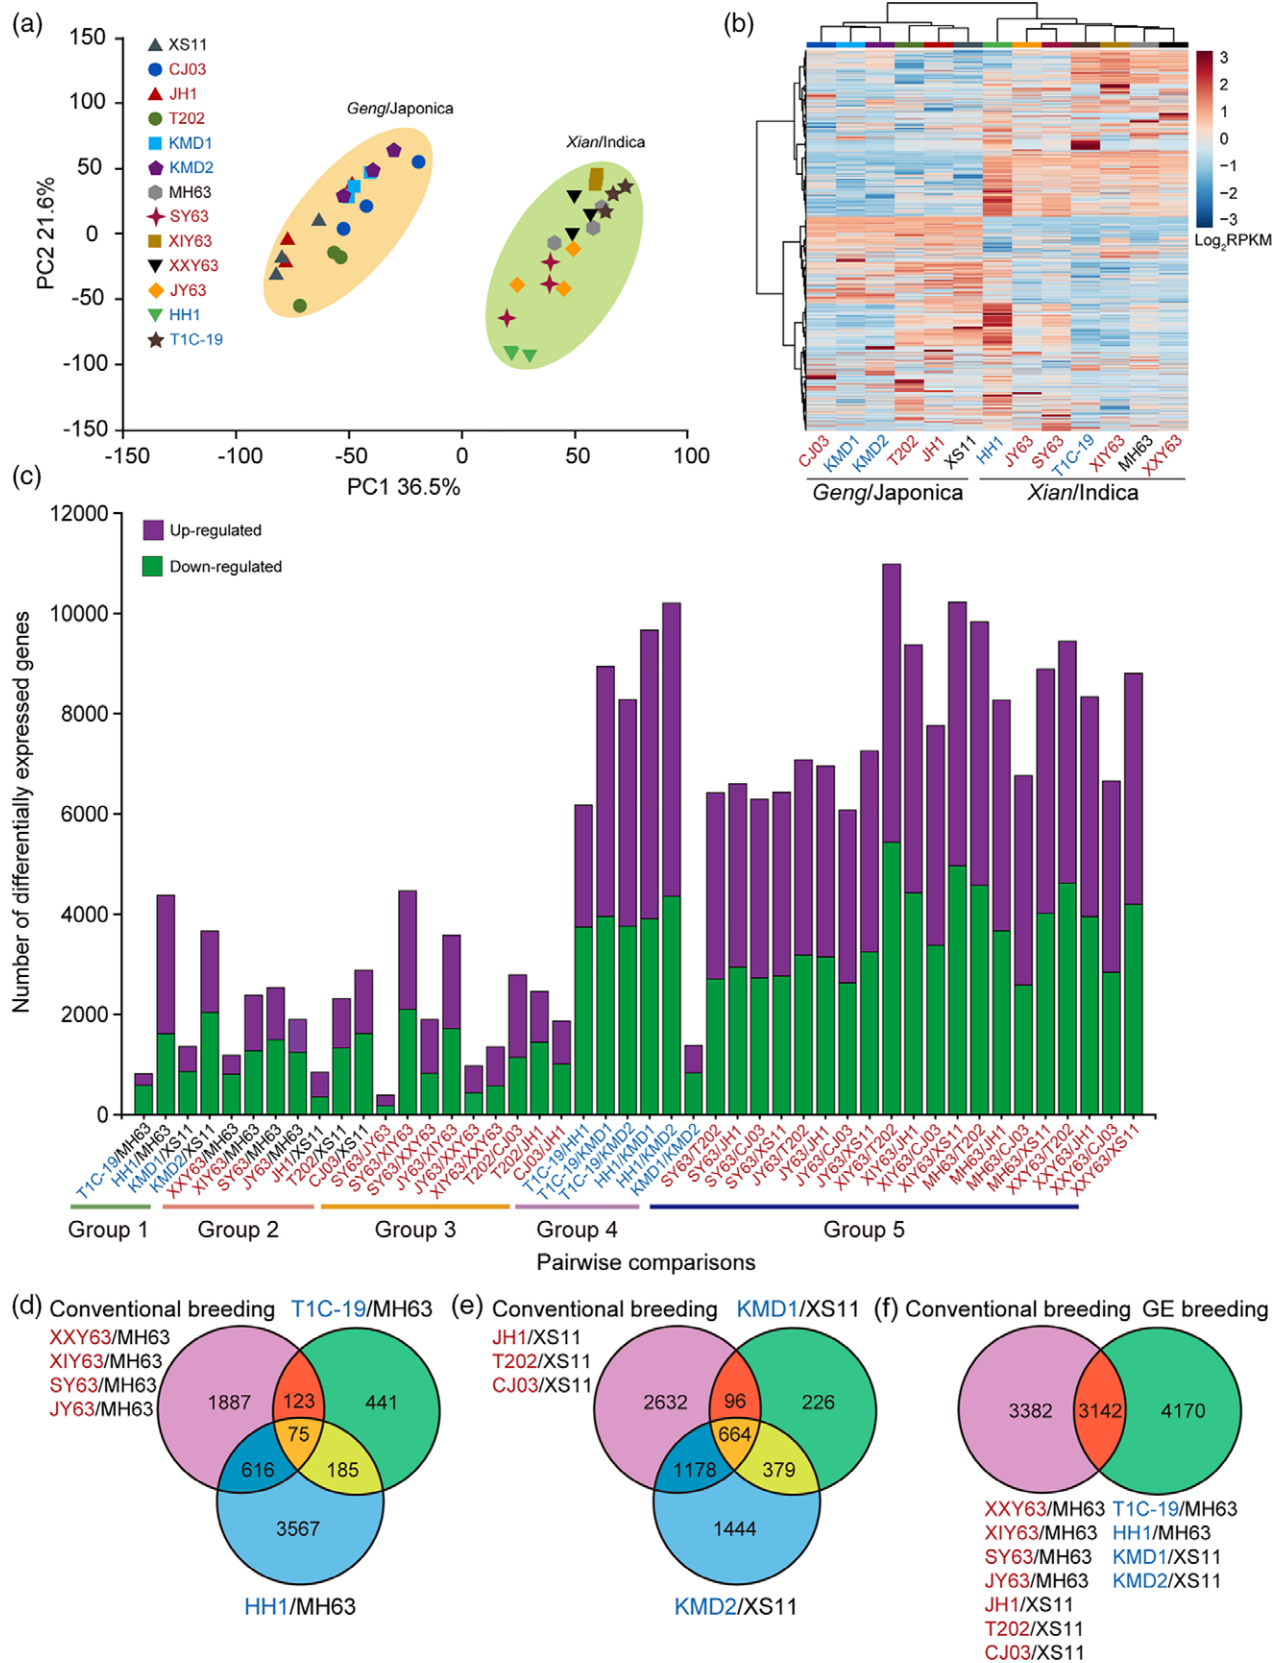 (a)
150
100
50
0
-50
-100
-150
PC2 21.6%
-150
-100
-50
0
50
100
PC1 36.5%
XS11
CJ03
JH1
T202
KMD1
KMD2
MH63
SY63
XIY63
XXY63
JY63
HH1
T1C-19
Geng/Japonica
Xian/Indica
(b)
3
2
1
0
−1
−2
−3
Log2RPKM
CJ03
KMD1
KMD2
T202
JH1
XS11
HH1
JY63
SY63
T1C-19
XIY63
MH63
XXY63
Geng/Japonica
Xian/Indica
(c)
Number of differentially expressed genes
12000
10000
8000
6000
4000
2000
0
Up-regulated
Down-regulated
T1C-19/MH63
HH1/MH63
KMD1/XS11
KMD2/XS11
XXY63/MH63
XIY63/MH63
SY63/MH63
JY63/MH63
JH1/XS11
T202/XS11
CJ03/XS11
SY63/JY63
SY63/XIY63
SY63/XXY63
JY63/XIY63
JY63/XXY63
XIY63/XXY63
T202/CJ03
T202/JH1
CJ03/JH1
T1C-19/HH1
T1C-19/KMD1
T1C-19/KMD2
HH1/KMD1
HH1/KMD2
KMD1/KMD2
SY63/T202
SY63/JH1
SY63/CJ03
SY63/XS11
JY63/T202
JY63/JH1
JY63/CJ03
JY63/XS11
XIY63/T202
XIY63/JH1
XIY63/CJ03
XIY63/XS11
MH63/T202
MH63/JH1
MH63/CJ03
MH63/XS11
XXY63/T202
XXY63/JH1
XXY63/CJ03
XXY63/XS11
Group 1
Group 2
Group 3
Group 4
Group 5
Pairwise comparisons
(d)
Conventional breeding
T1C-19/MH63
XXY63/MH63
XIY63/MH63
SY63/MH63
JY63/MH63
1887
123
441
75
616
185
3567
HH1/MH63
(e)
Conventional breeding
KMD1/XS11
JH1/XS11
T202/XS11
CJ03/XS11
2632
96
226
664
1178
379
1444
KMD2/XS11
(f)
Conventional breeding
GE breeding
3382
3142
4170
XXY63/MH63 T1C-19/MH63
XIY63/MH63 HH1/MH63
SY63/MH63 KMD1/XS11
JY63/MH63 KMD2/XS11
JH1/XS11
T202/XS11
CJ03/XS11